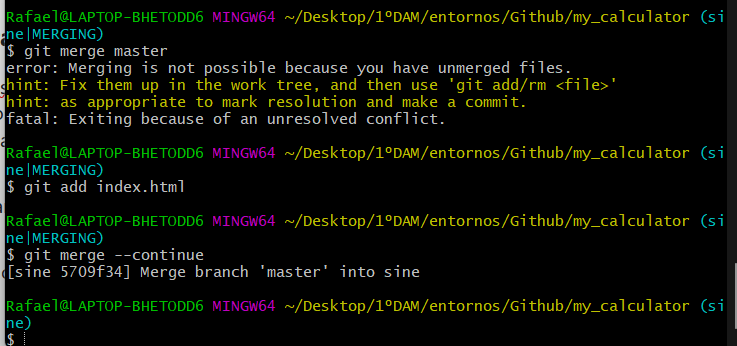 Rafael@LAPTOP-BHETODD6 MINGW64 ~/Desktop/1ºDAM/entornos/Github/my_calculator (si
ne|MERGING)
$ git merge master
error: Merging is not possible because you have unmerged files.
hint: Fix them up in the work tree, and then use 'git add/rm <file>'
hint: as appropriate to mark resolution and make a commit.
fatal: Exiting because of an unresolved conflict.
Rafael@LAPTOP-BHETODD6 MINGW64 ~/Desktop/1ºDAM/entornos/Github/my_calculator (si
ne|MERGING)
$ git add index.html
Rafael@LAPTOP-BHETODD6 MINGW64 ~/Desktop/1ºDAM/entornos/Github/my_calculator (si
ne|MERGING)
$ git merge --continue
[sine 5709f34] Merge branch 'master' into sine
Rafael@LAPTOP-BHETODD6 MINGW64 ~/Desktop/1ºDAM/entornos/Github/my_calculator (si
ne)
$